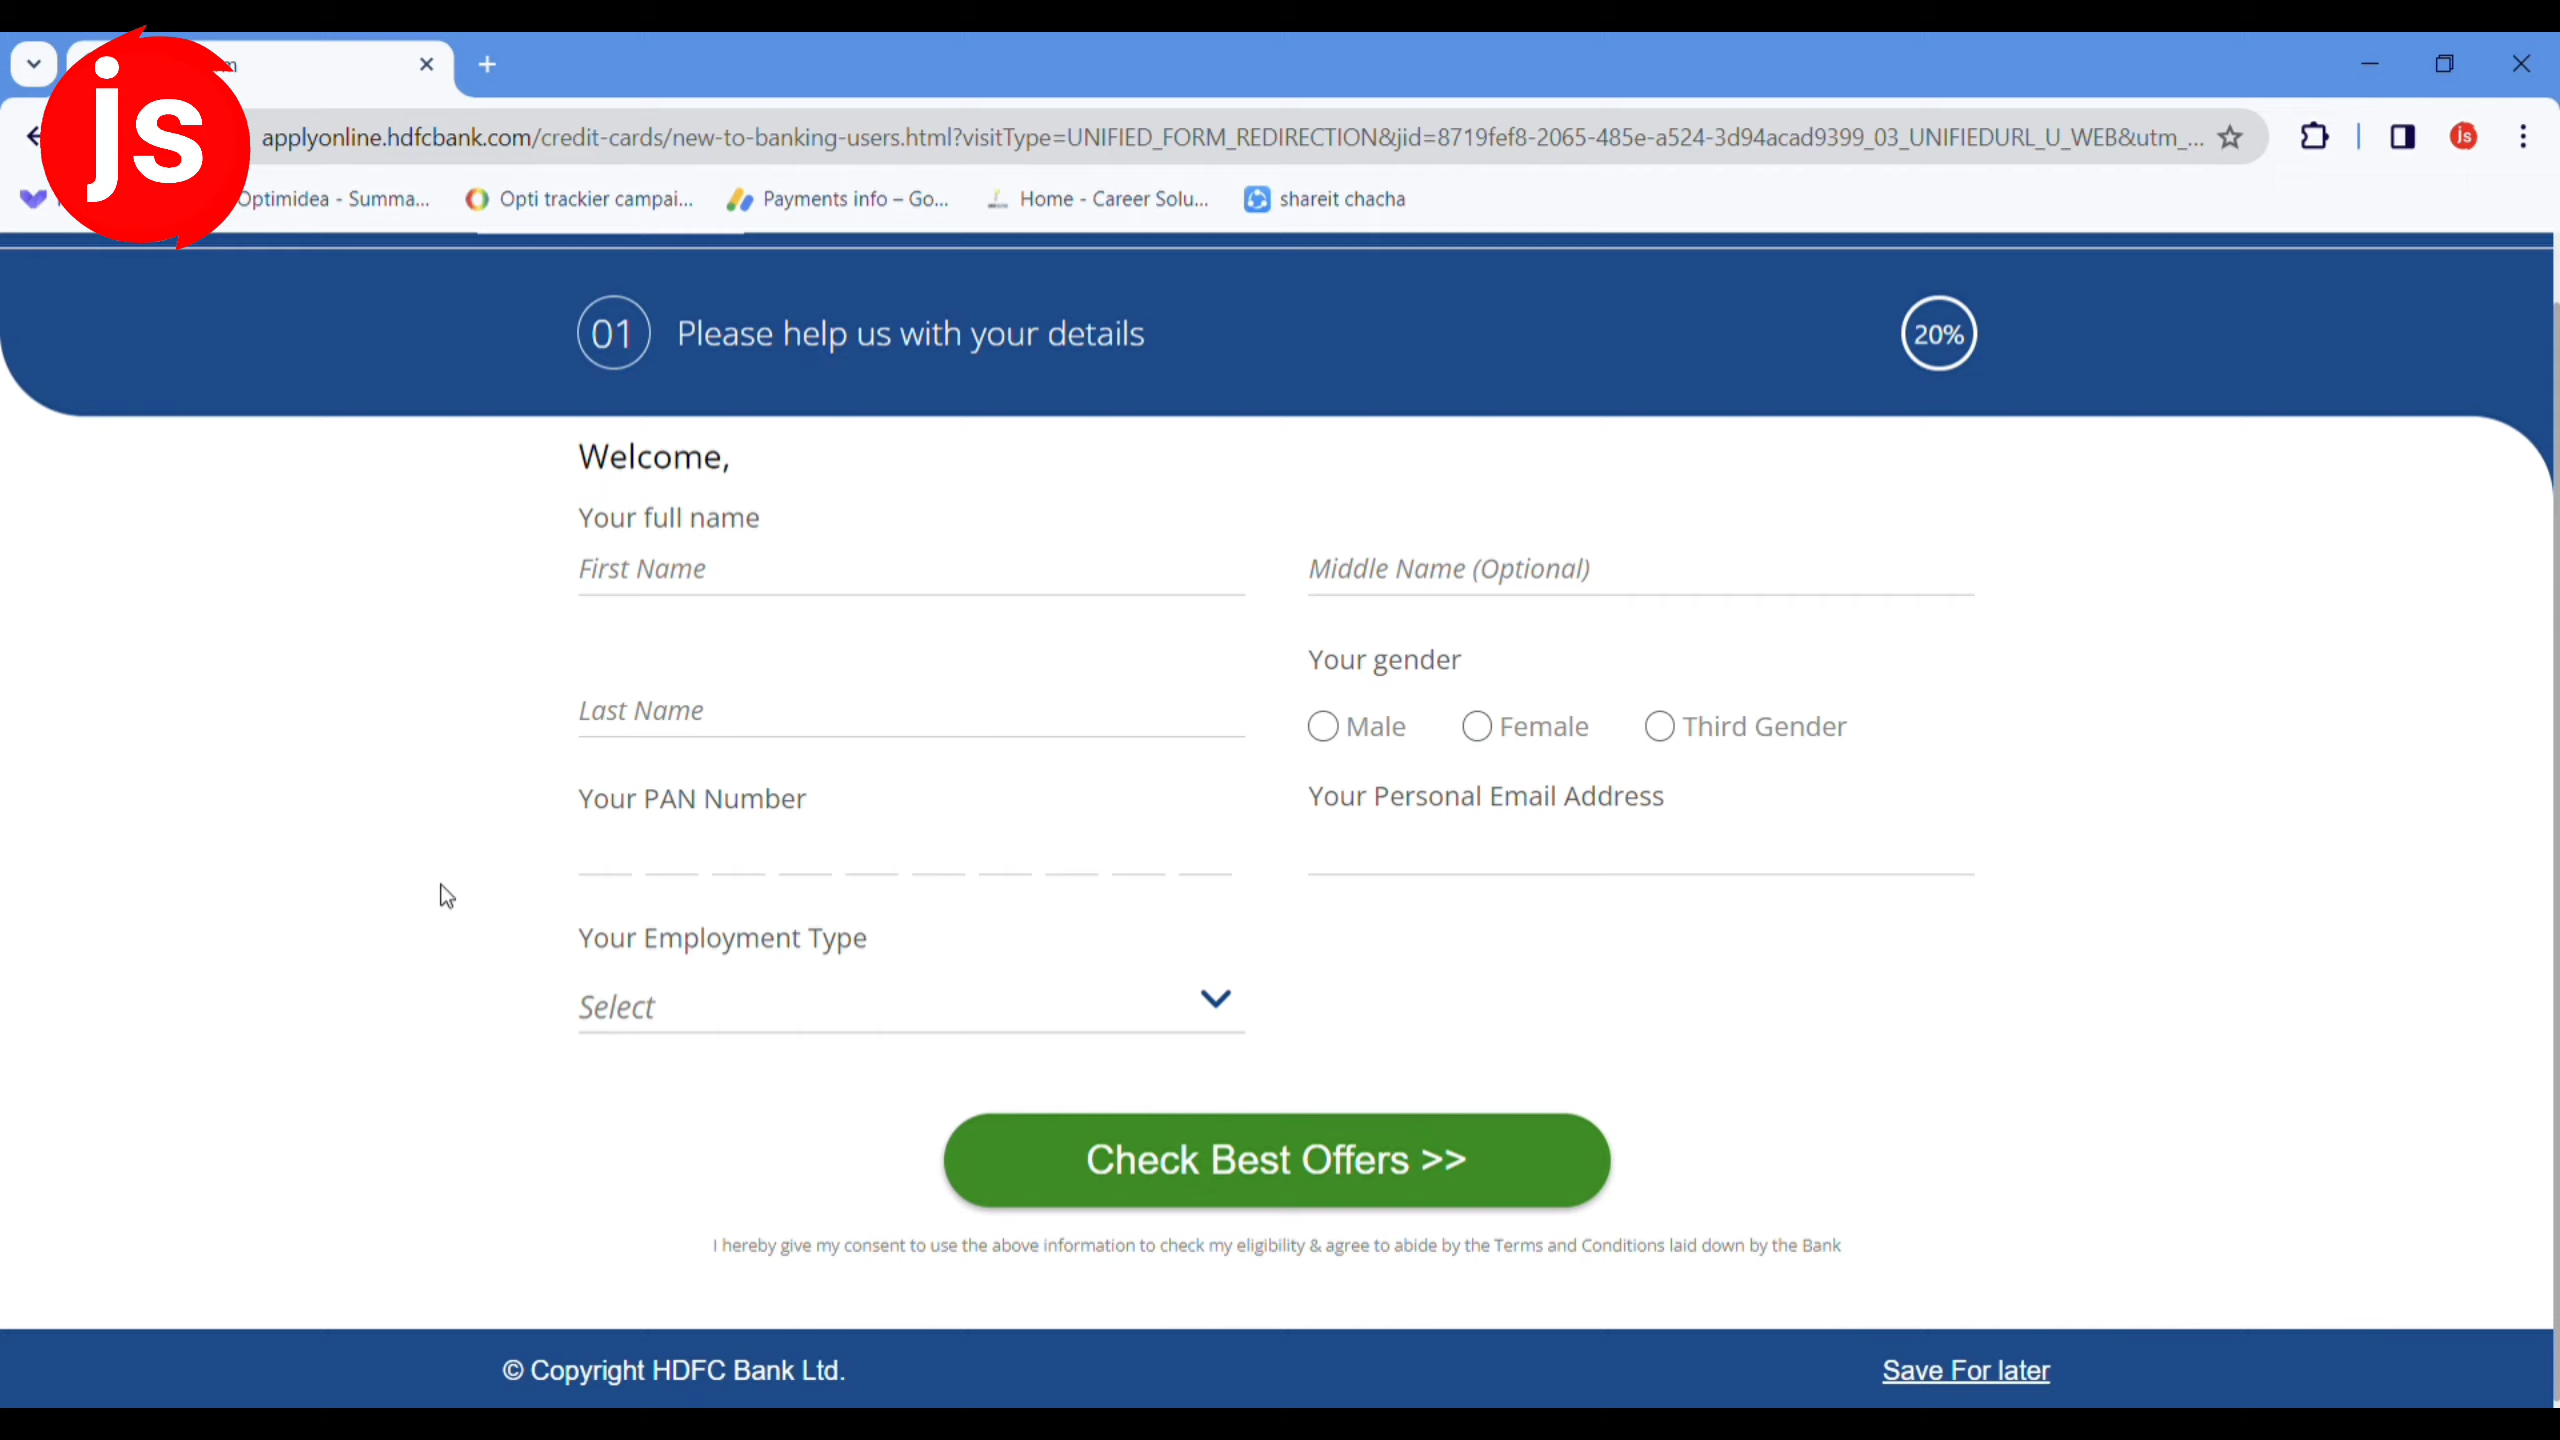 js
applyonline.hdfcbank.com/credit-cards/new-to-banking-users.html?visitType=UNIFIED_FORM_REDIRECTION&jid=8719fef8-2065-485e-a524-3d94acad9399_03_UNIFIEDURL_U_WEB&utm_...
js
Optimidea - Summa...
Opti trackier campai...
Payments info – Go...
Home - Career Solu...
shareit chacha
01
Please help us with your details
20%
Welcome,
Your full name
First Name
Middle Name (Optional)
Your gender
Last Name
Male
Female
Third Gender
Your PAN Number
Your Personal Email Address
Your Employment Type
Select
Check Best Offers >>
I hereby give my consent to use the above information to check my eligibility & agree to abide by the Terms and Conditions laid down by the Bank
© Copyright HDFC Bank Ltd.
Save For later